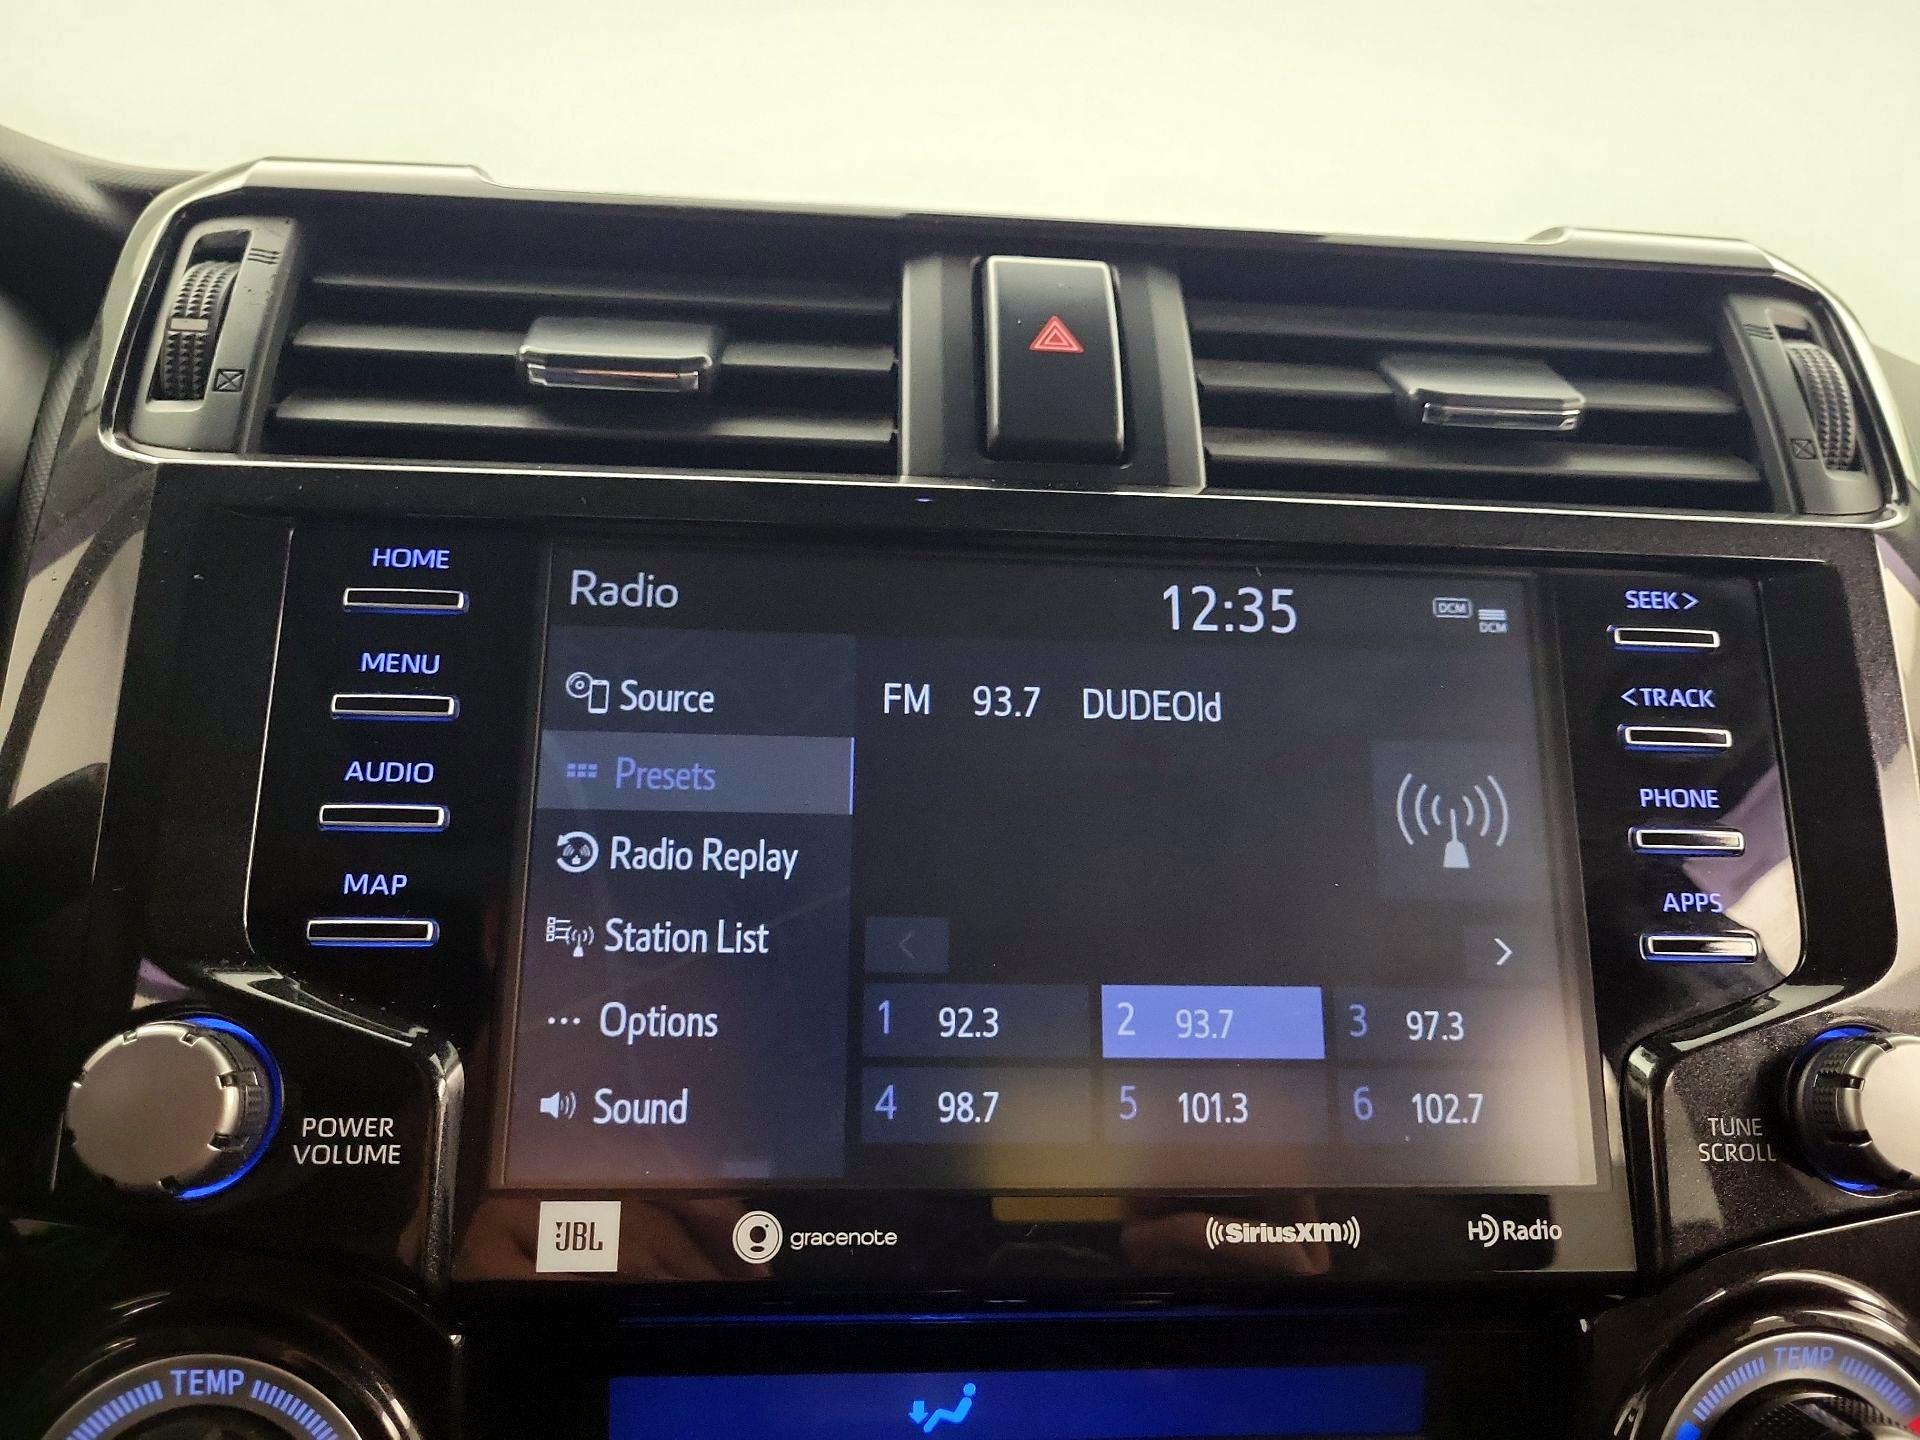 HOME
MENU
AUDIO
MAP
POWER
VOLUME
Radio
12:35
DCM
DCM
Source
Presets
Radio Replay
Station List
Options
Sound
FM 93.7 DUDEOld
<
>
1 92.3
2 93.7
3 97.3
4 98.7
5 101.3
6 102.7
SEEK >
< TRACK
PHONE
APPS
TUNE
SCROLL
JBL
gracenote
SiriusXM
HD Radio
TEMP
TEMP